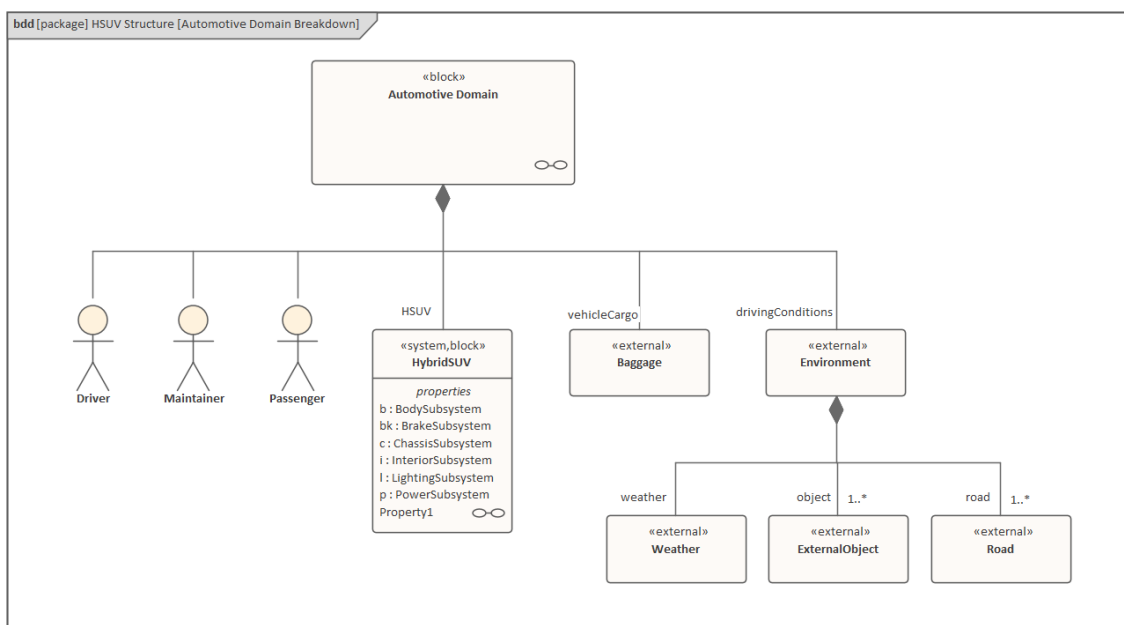 bdd [package] HSUV Structure [Automotive Domain Breakdown]
«block»
Automotive Domain
HSUV
vehicleCargo
drivingConditions
Driver
Maintainer
Passenger
«system,block»
HybridSUV
properties
b : BodySubsystem
bk : BrakeSubsystem
c : ChassisSubsystem
i : InteriorSubsystem
l : LightingSubsystem
p : PowerSubsystem
Property1
«external»
Baggage
«external»
Environment
weather
object
1..*
road
1..*
«external»
Weather
«external»
ExternalObject
«external»
Road